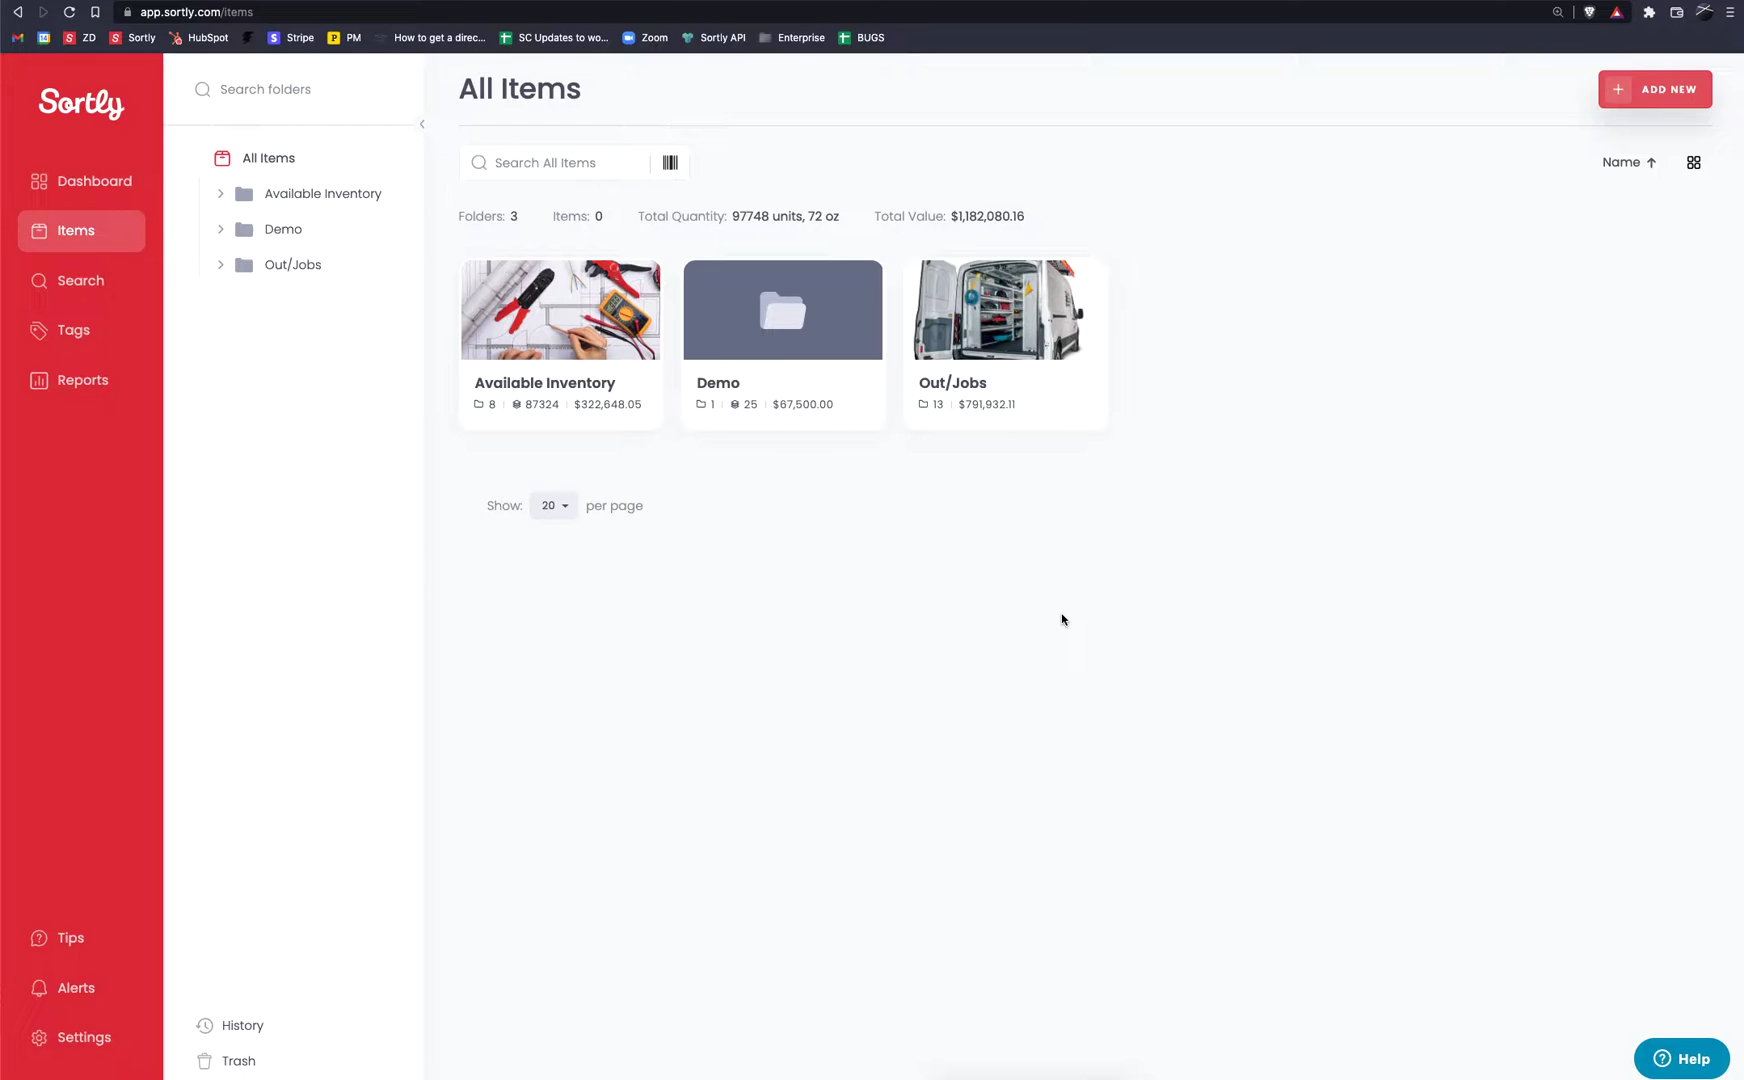 app.sortly.com/items
14 ZD Sortly HubSpot Stripe PM How to get a direc... SC Updates to wo... Zoom Sortly API Enterprise BUGS
Sortly
Dashboard
Items
Search
Tags
Reports
Tips
Alerts
Settings
Search folders
All Items
Available Inventory
Demo
Out/Jobs
History
Trash
All Items
+ ADD NEW
Search All Items
Name ↑
Folders: 3 Items: 0 Total Quantity: 97748 units, 72 oz Total Value: $1,182,080.16
Available Inventory
8 87324 $322,648.05
Demo
1 25 $67,500.00
Out/Jobs
13 $791,932.11
Show: 20 per page
Help